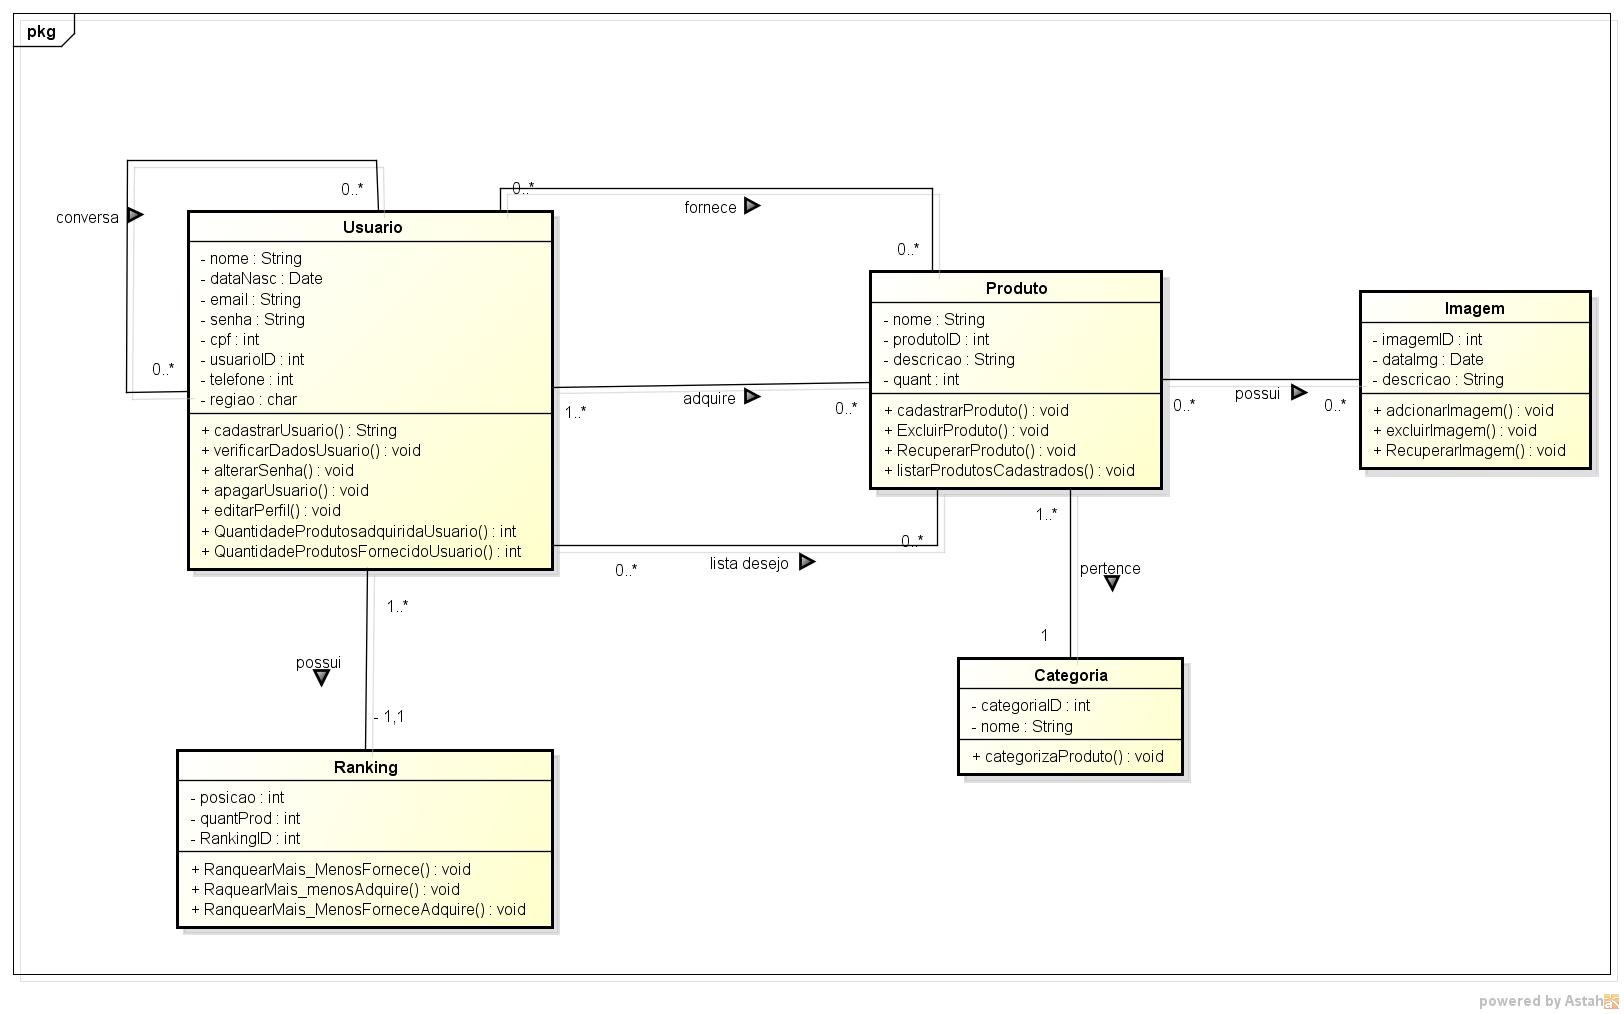 pkg
conversa
0..*
0..*
Usuario
- nome : String
- dataNasc : Date
- email : String
- senha : String
- cpf : int
- usuarioID : int
- telefone : int
- regiao : char
+ cadastrarUsuario() : String
+ verificarDadosUsuario() : void
+ alterarSenha() : void
+ apagarUsuario() : void
+ editarPerfil() : void
+ QuantidadeProdutosadquiridaUsuario() : int
+ QuantidadeProdutosFornecidoUsuario() : int
0..*
fornece
0..*
1..*
adquire
0..*
0..*
lista desejo
0..*
Produto
- nome : String
- produtoID : int
- descricao : String
- quant : int
+ cadastrarProduto() : void
+ ExcluirProduto() : void
+ RecuperarProduto() : void
+ listarProdutosCadastrados() : void
0..*
possui
0..*
Imagem
- imagemID : int
- dataImg : Date
- descricao : String
+ adcionarImagem() : void
+ excluirImagem() : void
+ RecuperarImagem() : void
1..*
pertence
1
Categoria
- categoriaID : int
- nome : String
+ categorizaProduto() : void
1..*
possui
- 1,1
Ranking
- posicao : int
- quantProd : int
- RankingID : int
+ RanquearMais_MenosFornece() : void
+ RaquearMais_menosAdquire() : void
+ RanquearMais_MenosForneceAdquire() : void
powered by Astah